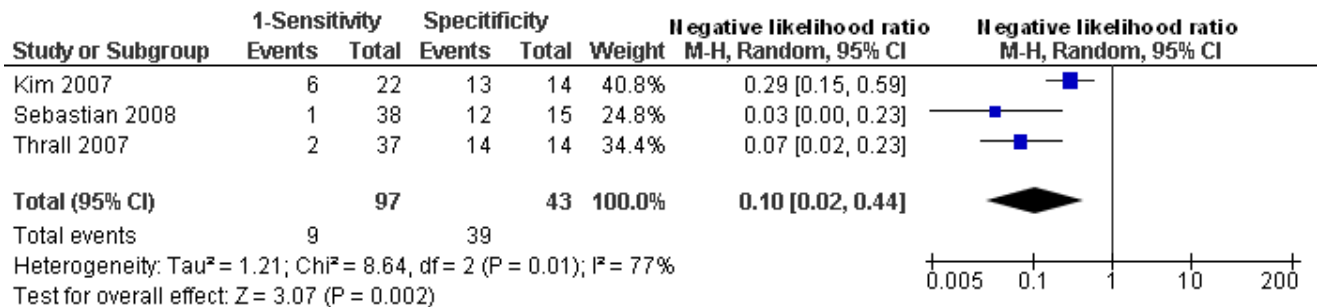 1-Sensitivity Specitificity Negative likelihood ratio Negative likelihood ratio
Study or Subgroup Events Total Events Total Weight M-H, Random, 95% CI M-H, Random, 95% CI
Kim 2007 6 22 13 14 40.8% 0.29 [0.15, 0.59]
Sebastian 2008 1 38 12 15 24.8% 0.03 [0.00, 0.23]
Thrall 2007 2 37 14 14 34.4% 0.07 [0.02, 0.23]
Total (95% CI) 97 43 100.0% 0.10 [0.02, 0.44]
Total events 9 39
Heterogeneity: Tau² = 1.21; Chi² = 8.64, df = 2 (P = 0.01); I² = 77%
0.005 0.1 1 10 200
Test for overall effect: Z = 3.07 (P = 0.002)